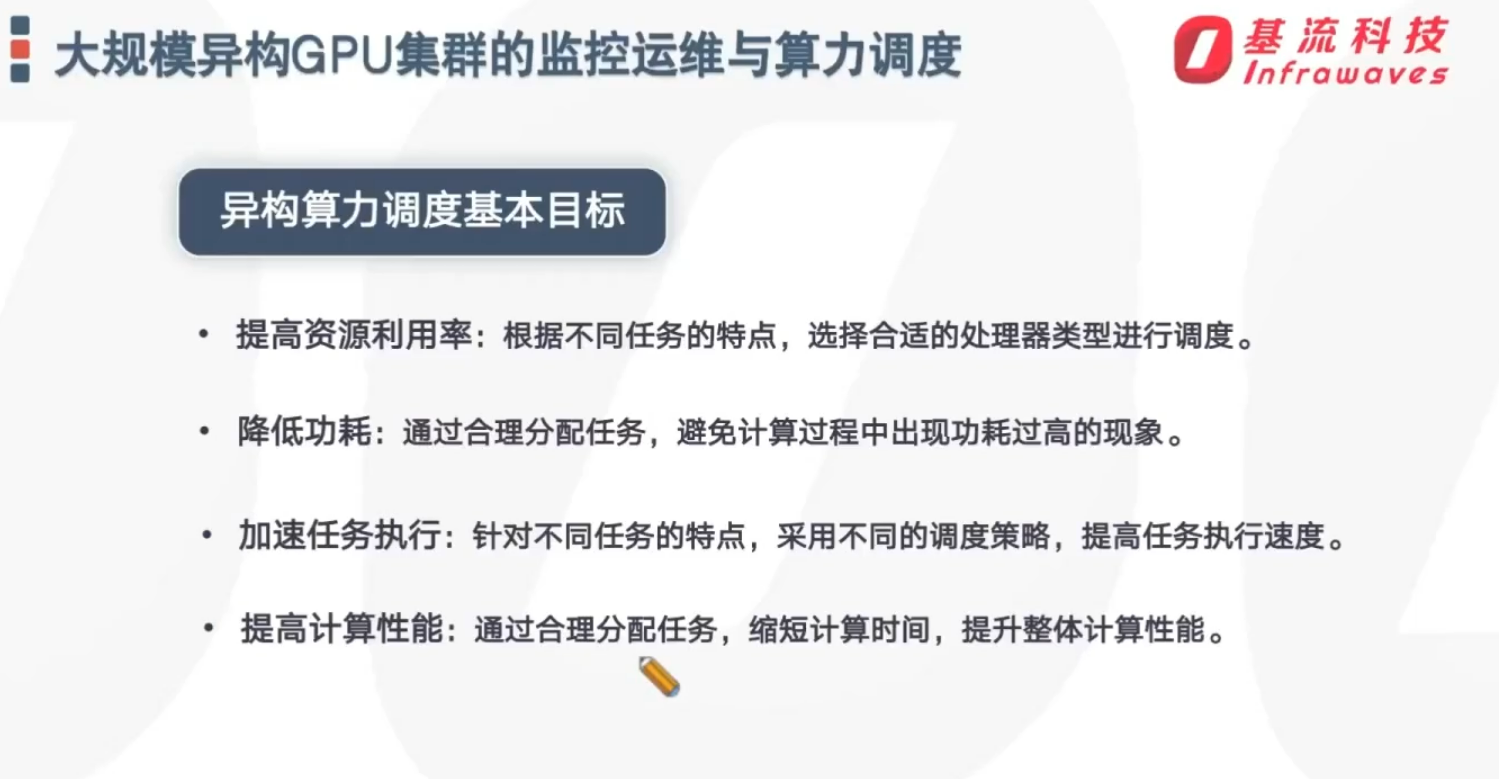 大规模异构GPU集群的监控运维与算力调度
基流科技
Infrawaves
异构算力调度基本目标
• 提高资源利用率：根据不同任务的特点，选择合适的处理器类型进行调度。
• 降低功耗：通过合理分配任务，避免计算过程中出现功耗过高的现象。
• 加速任务执行：针对不同任务的特点，采用不同的调度策略，提高任务执行速度。
• 提高计算性能：通过合理分配任务，缩短计算时间，提升整体计算性能。